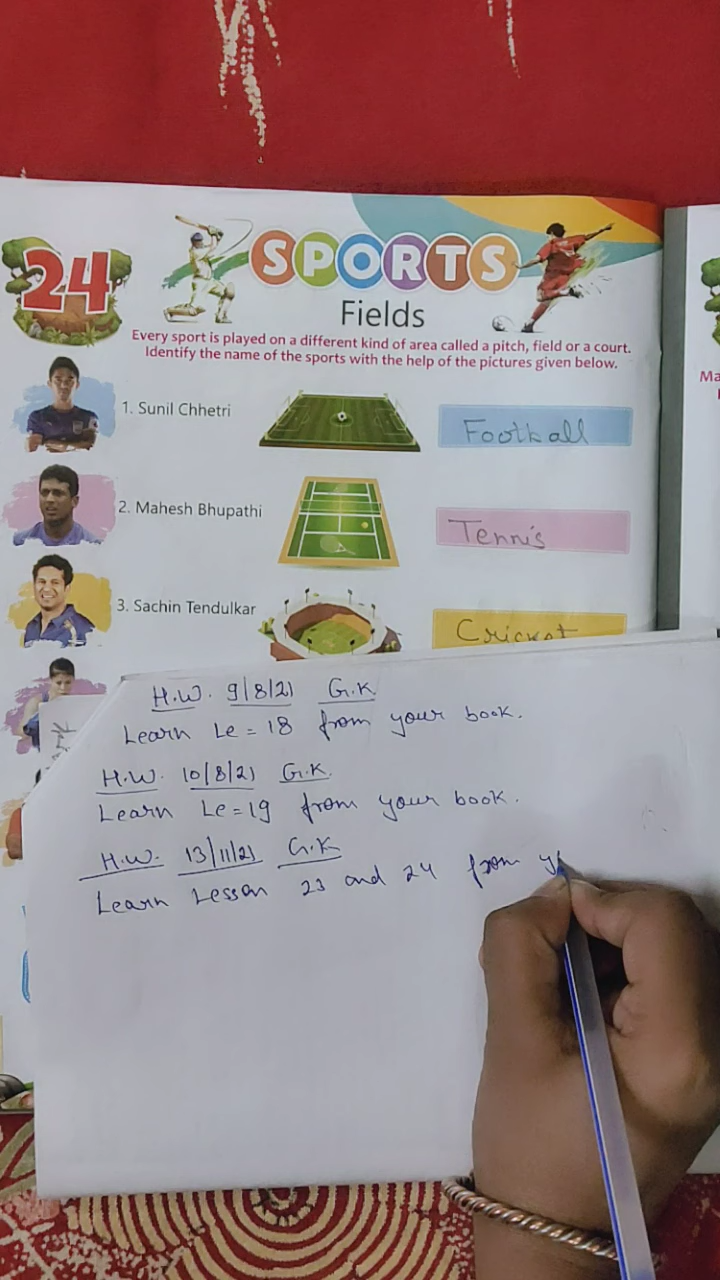 24
SPORTS
Fields
Every sport is played on a different kind of area called a pitch, field or a court.
Identify the name of the sports with the help of the pictures given below.
Ma
1. Sunil Chhetri
Football
2. Mahesh Bhupathi
Tennis
3. Sachin Tendulkar
Cricket
H.W. 9/8/21 G.K
Learn Le = 18 from your book.
H.W. 10/8/21 G.K.
Learn Le = 19 from your book.
H.W. 13/11/21 G.K
Learn Lesson 23 and 24 from y